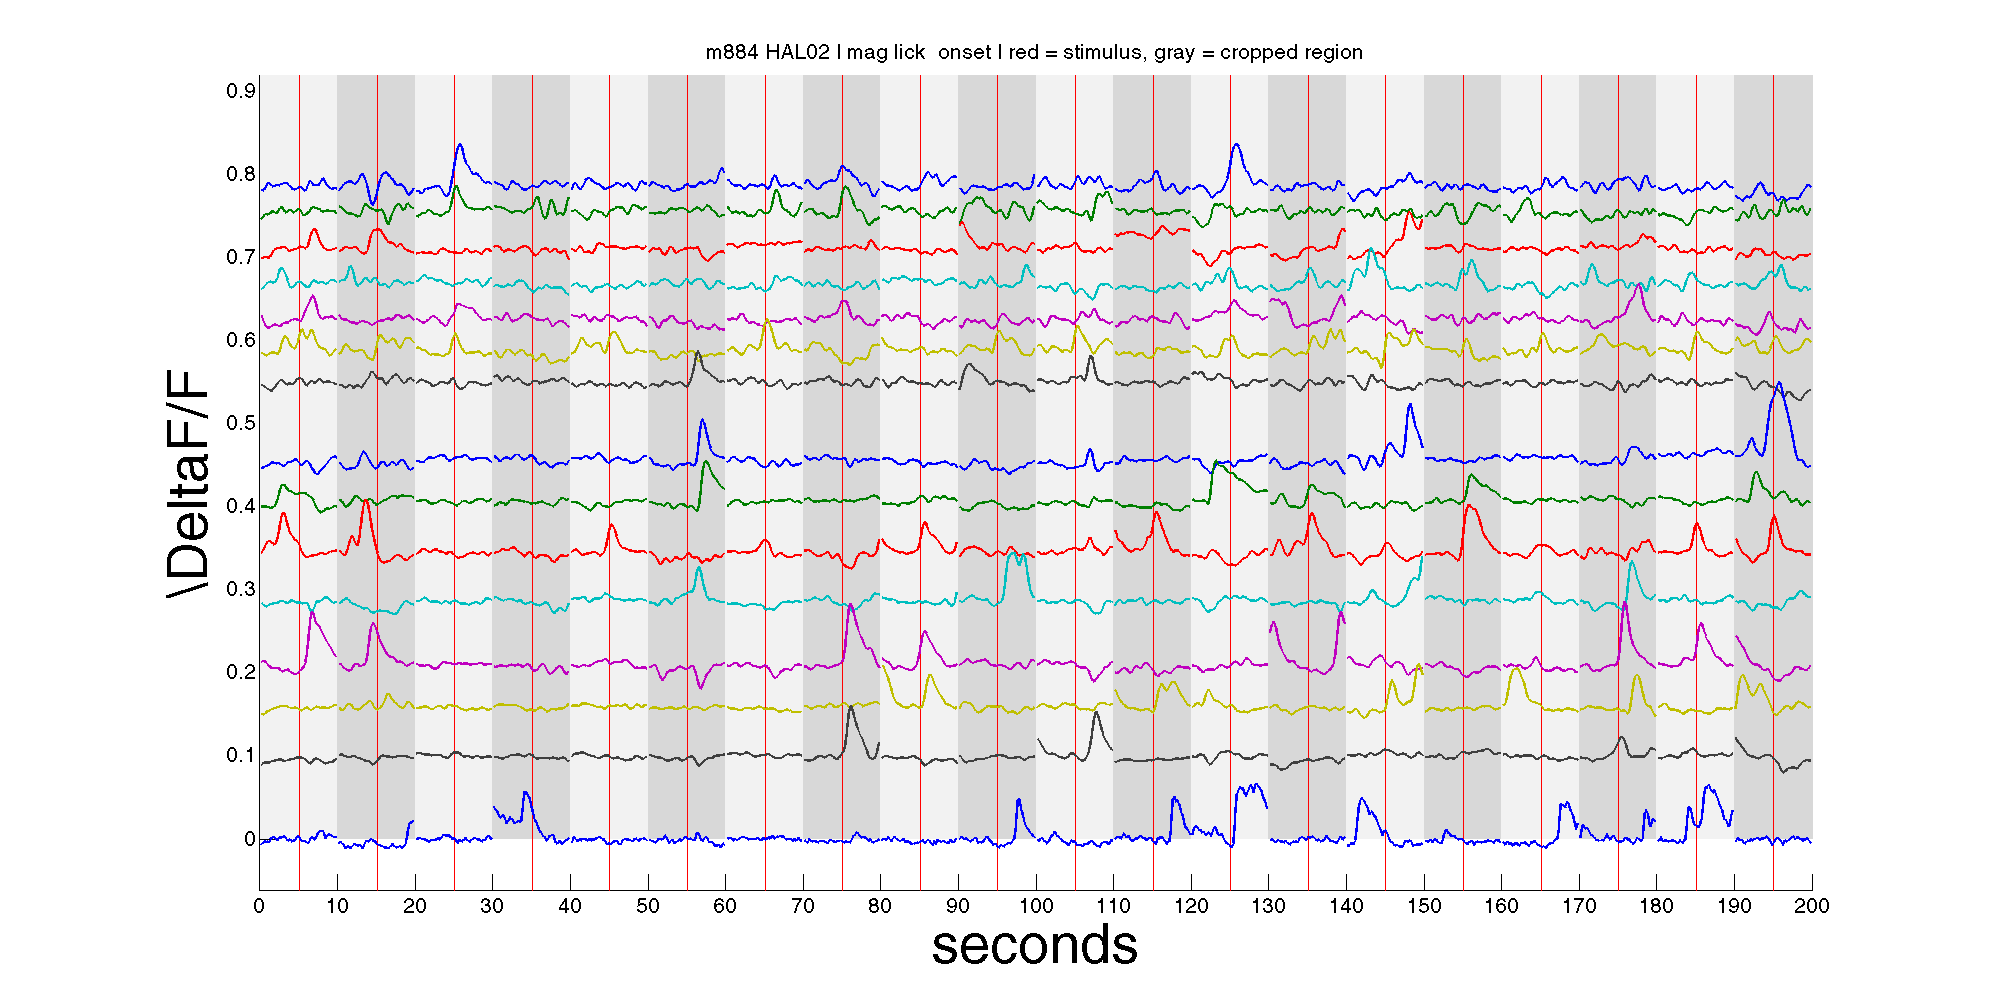 m884 HAL02 | mag lick  onset | red = stimulus, gray = cropped region
0.9
0.8
0.7
0.6
0.5
0.4
0.3
0.2
0.1
0
\DeltaF/F
0 10 20 30 40 50 60 70 80 90 100 110 120 130 140 150 160 170 180 190 200
seconds